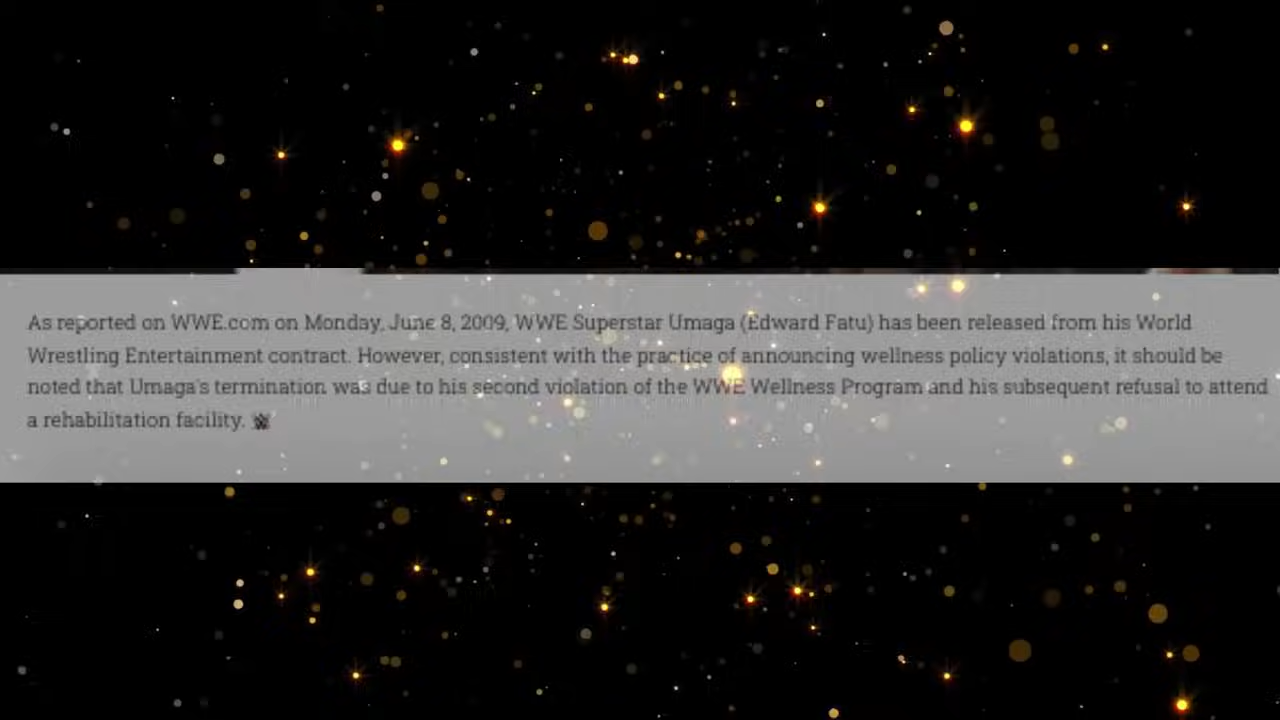 As reported on WWE.com on Monday, June 8, 2009, WWE Superstar Umaga (Edward Fatu) has been released from his World
Wrestling Entertainment contract. However, consistent with the practice of announcing wellness policy violations, it should be
noted that Umaga's termination was due to his second violation of the WWE Wellness Program and his subsequent refusal to attend
a rehabilitation facility.